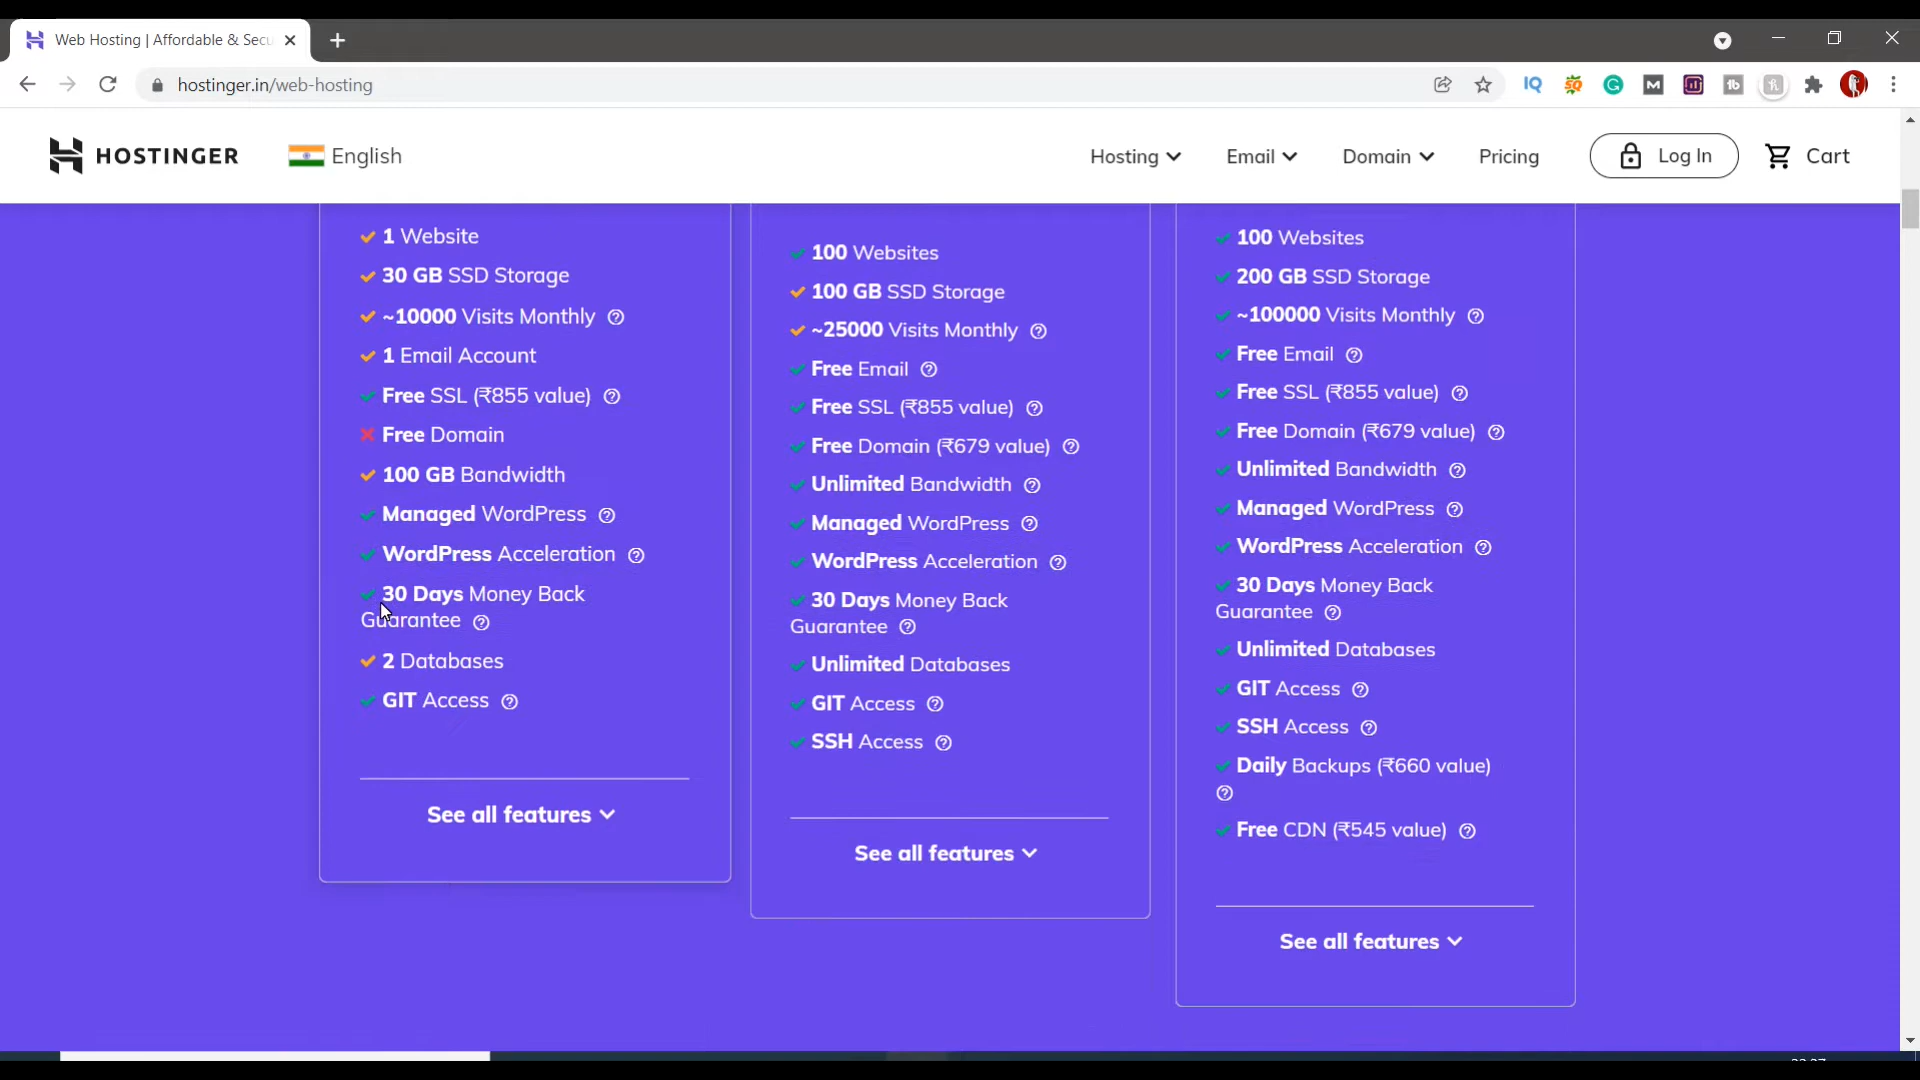 Web Hosting | Affordable & Secu
hostinger.in/web-hosting
HOSTINGER
English
Hosting
Email
Domain
Pricing
Log In
Cart
1 Website
30 GB SSD Storage
~10000 Visits Monthly
1 Email Account
Free SSL (₹855 value)
Free Domain
100 GB Bandwidth
Managed WordPress
WordPress Acceleration
30 Days Money Back
Guarantee
2 Databases
GIT Access
See all features
100 Websites
100 GB SSD Storage
~25000 Visits Monthly
Free Email
Free SSL (₹855 value)
Free Domain (₹679 value)
Unlimited Bandwidth
Managed WordPress
WordPress Acceleration
30 Days Money Back
Guarantee
Unlimited Databases
GIT Access
SSH Access
See all features
100 Websites
200 GB SSD Storage
~100000 Visits Monthly
Free Email
Free SSL (₹855 value)
Free Domain (₹679 value)
Unlimited Bandwidth
Managed WordPress
WordPress Acceleration
30 Days Money Back
Guarantee
Unlimited Databases
GIT Access
SSH Access
Daily Backups (₹660 value)
Free CDN (₹545 value)
See all features